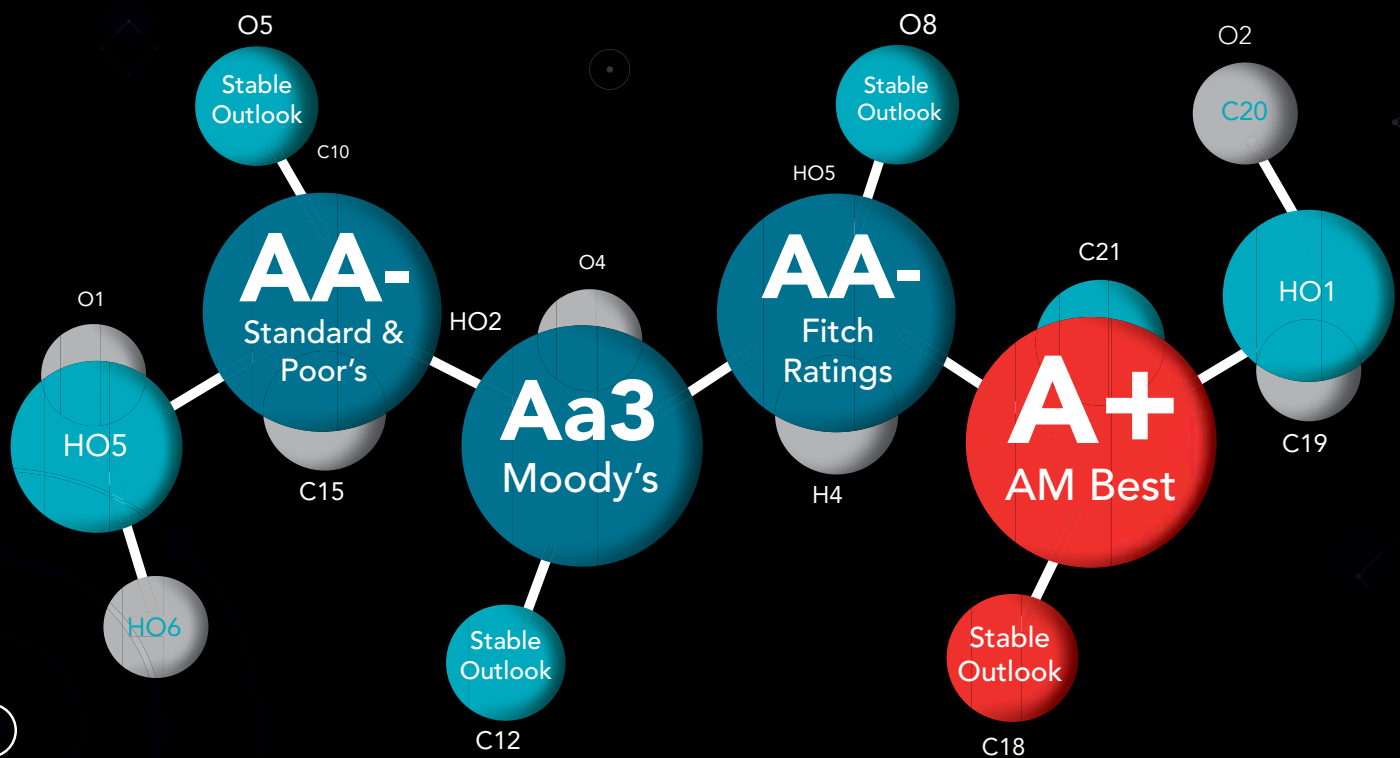 O5
Stable
Outlook
C10
AA-
Standard &
Poor's
C15
O1
HO5
HO6
HO2
O4
Aa3
Moody's
Stable
Outlook
C12
O8
Stable
Outlook
HO5
AA-
Fitch
Ratings
H4
C21
A+
AM Best
Stable
Outlook
C18
O2
C20
HO1
C19